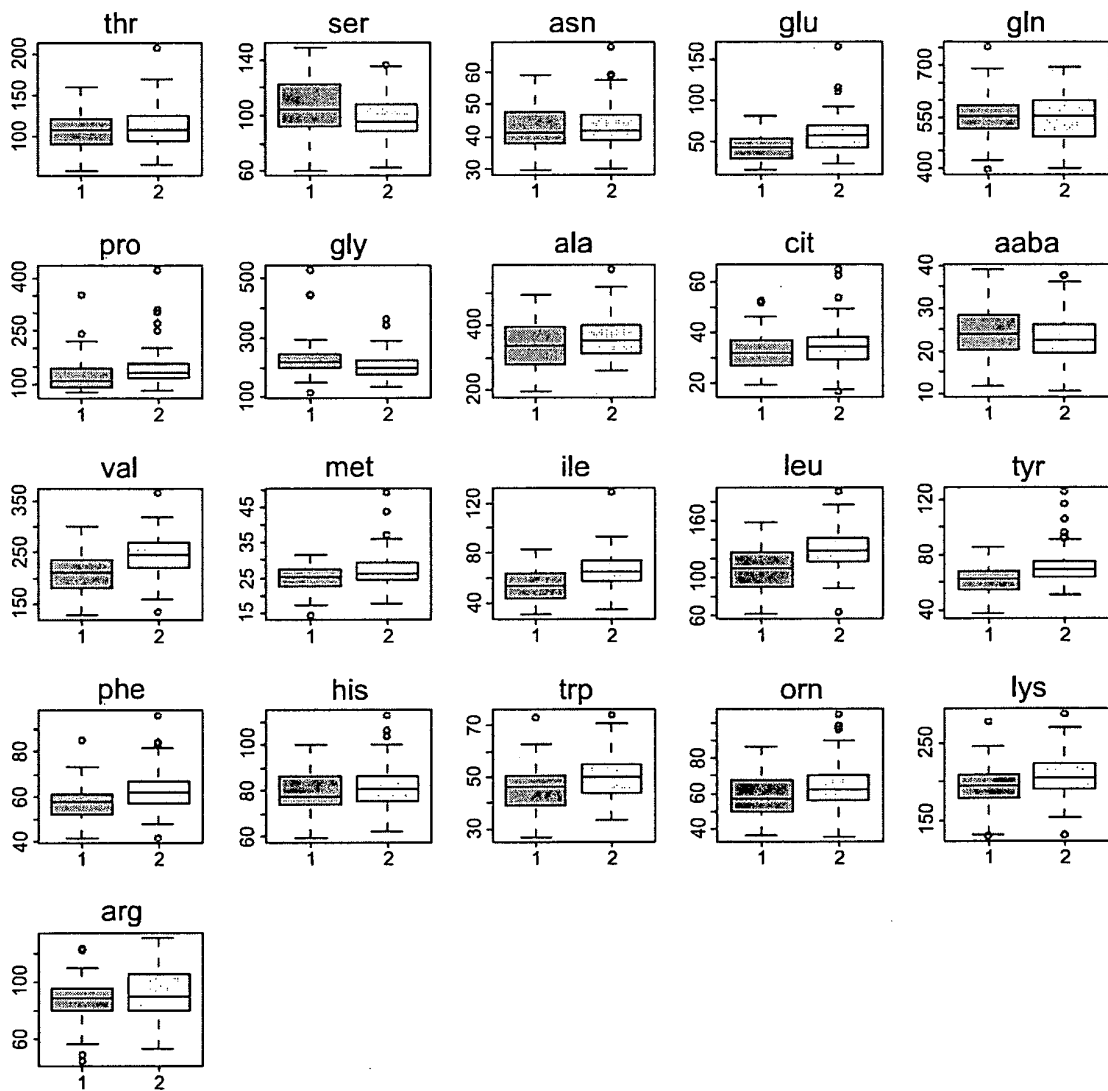 thr ser asn glu gln
200 150 100
140 100 60
60 50 40 30
150 100 50
700 550 400
1 2 1 2 1 2 1 2 1 2
pro gly ala cit aaba
400 250 100
500 300 100
400 200
60 40 20
40 30 20 10
1 2 1 2 1 2 1 2 1 2
val met ile leu tyr
350 250 150
45 35 25 15
120 80 40
160 100 60
120 80 40
1 2 1 2 1 2 1 2 1 2
phe his trp orn lys
80 60 40
100 80 60
70 50 30
80 60 40
250 150
1 2 1 2 1 2 1 2 1 2
arg
100 60
1 2